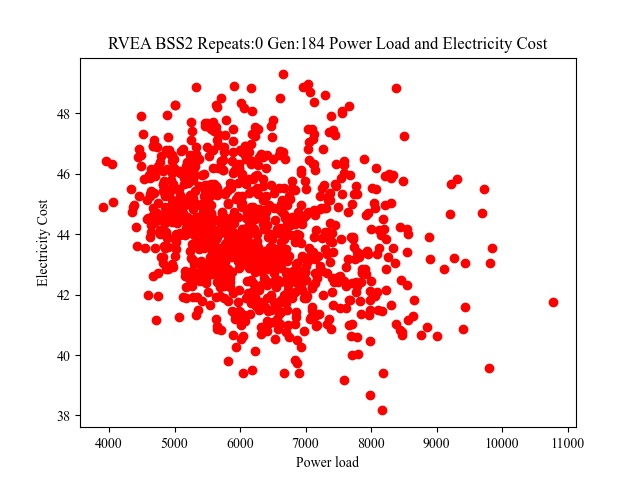 RVEA BSS2 Repeats:0 Gen:184 Power Load and Electricity Cost
Electricity Cost
48
46
44
42
40
38
4000 5000 6000 7000 8000 9000 10000 11000
Power load